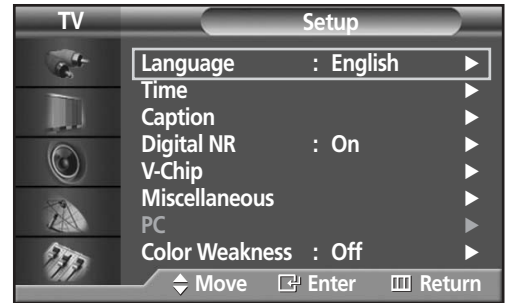 TV Setup
Language : English
Time
Caption
Digital NR : On
V-Chip
Miscellaneous
PC
Color Weakness : Off
Move Enter Return